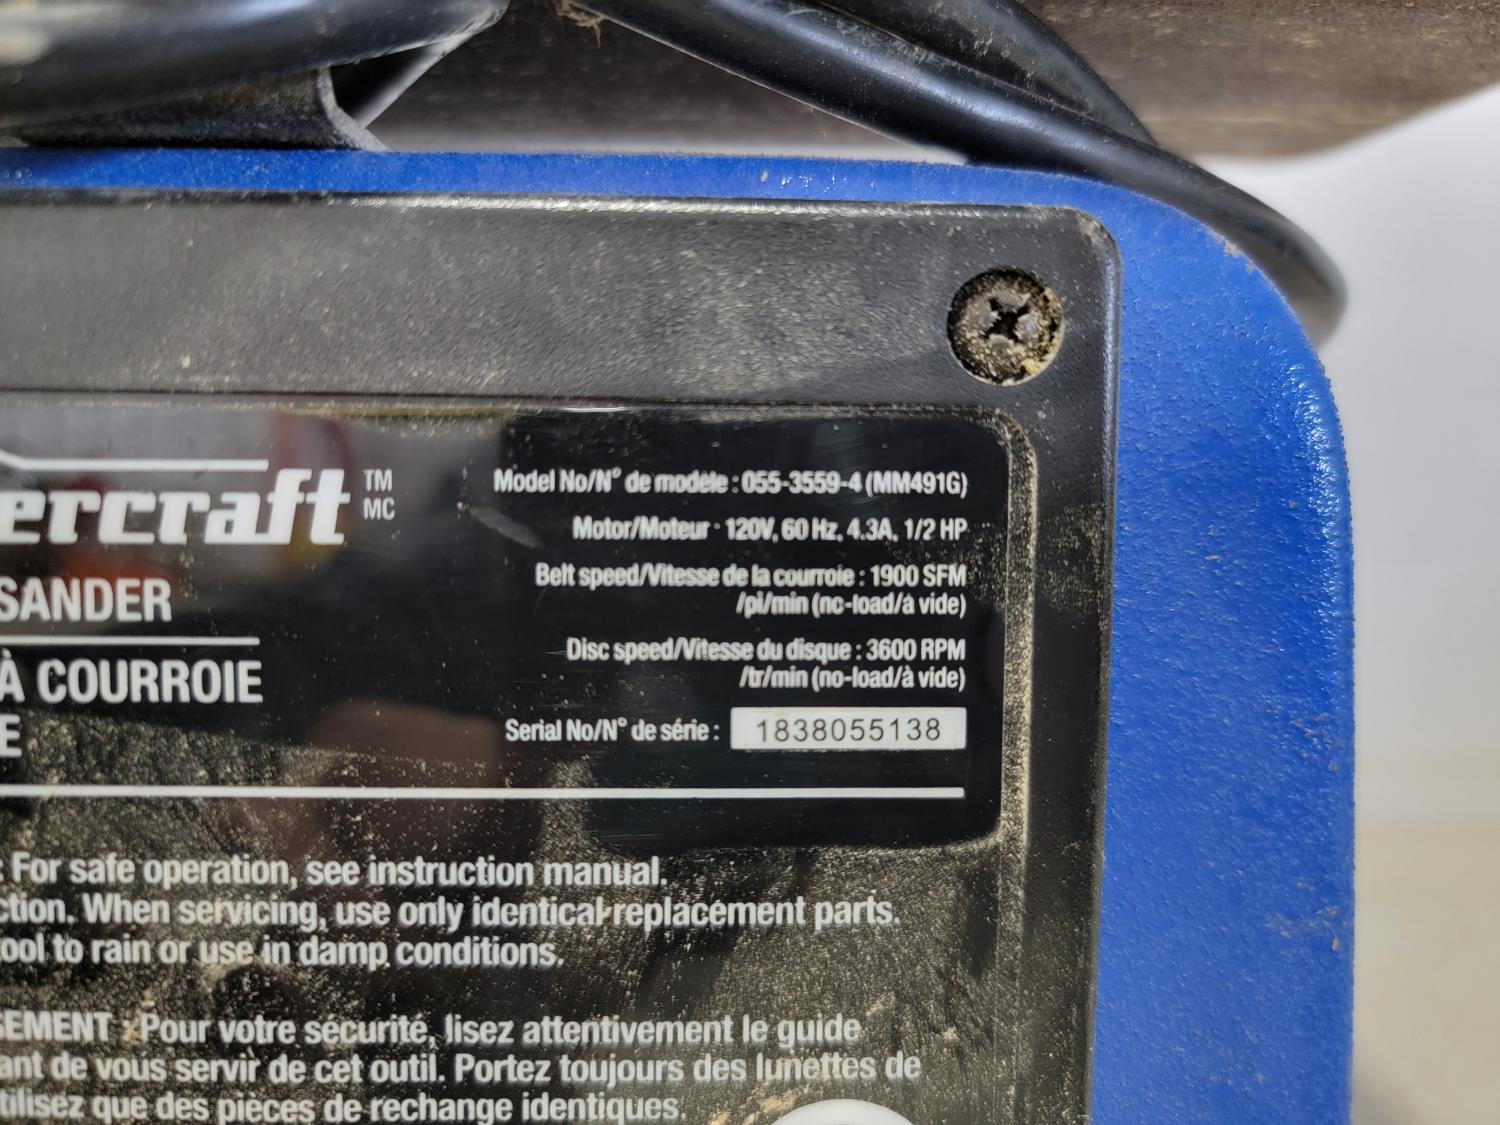 ercraft TM MC
SANDER
À COURROIE
E
Model No/N° de modèle : 055-3559-4 (MM491G)
Motor/Moteur : 120V, 60 Hz, 4.3A, 1/2 HP
Belt speed/Vitesse de la courroie : 1900 SFM
/pi/min (no-load/à vide)
Disc speed/Vitesse du disque : 3600 RPM
/tr/min (no-load/à vide)
Serial No/N° de série : 1838055138
: For safe operation, see instruction manual.
ction. When servicing, use only identical replacement parts.
tool to rain or use in damp conditions.
SEMENT : Pour votre sécurité, lisez attentivement le guide
ant de vous servir de cet outil. Portez toujours des lunettes de
tilisez que des pièces de rechange identiques.